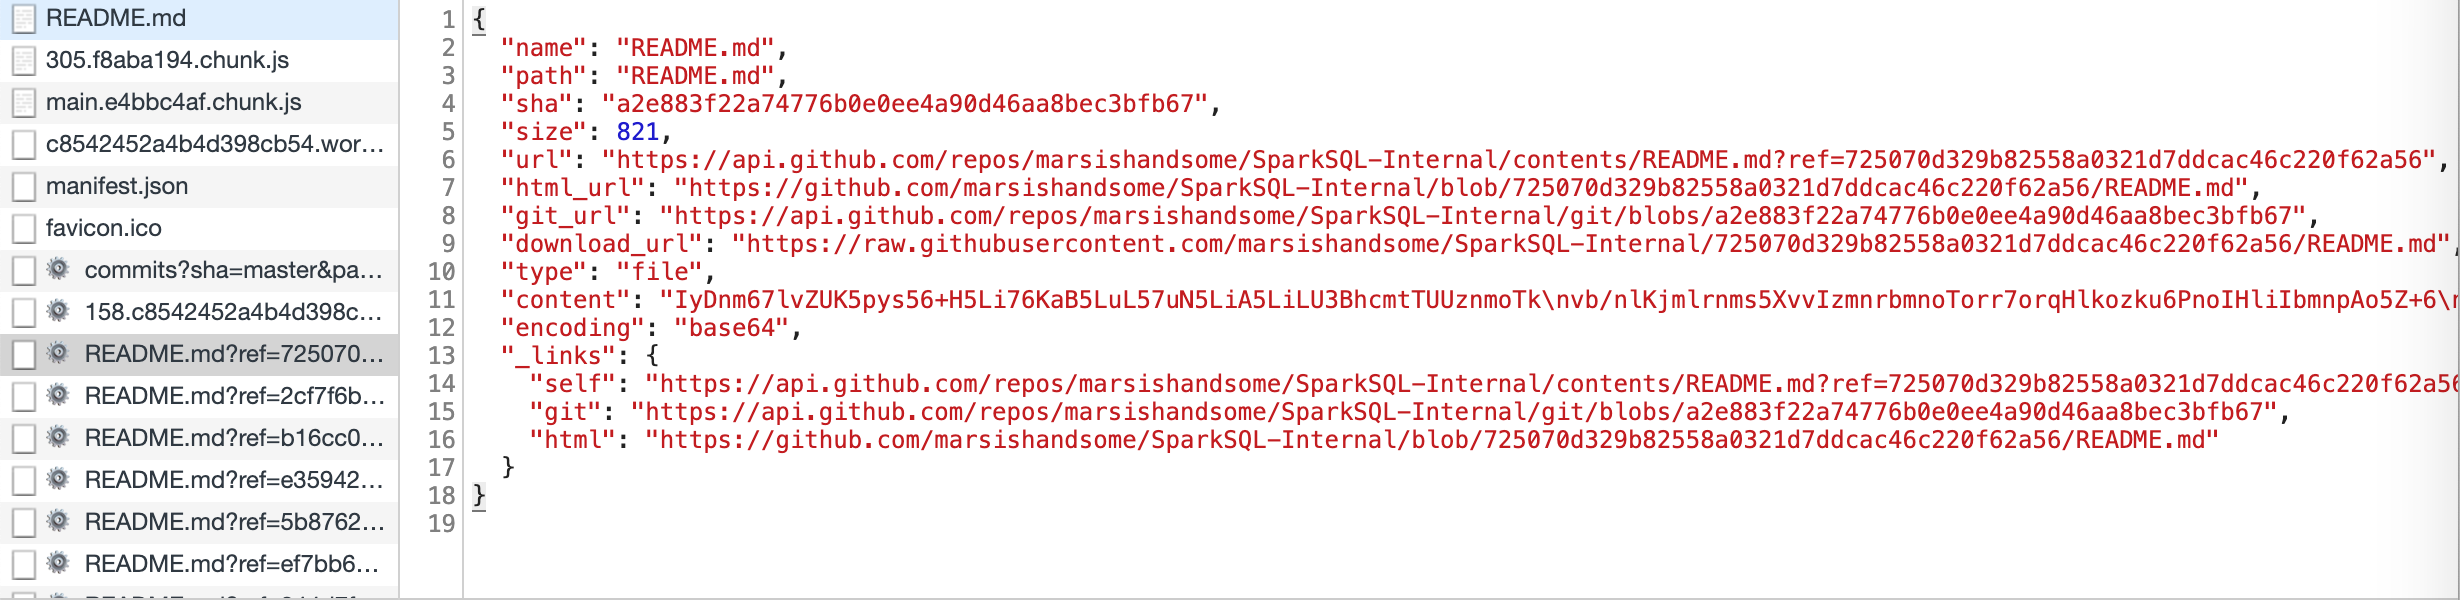 README.md
305.f8aba194.chunk.js
main.e4bbc4af.chunk.js
c8542452a4b4d398cb54.wor...
manifest.json
favicon.ico
commits?sha=master&pa...
158.c8542452a4b4d398c...
README.md?ref=725070...
README.md?ref=2cf7f6b...
README.md?ref=b16cc0...
README.md?ref=e35942...
README.md?ref=5b8762...
README.md?ref=ef7bb6...
1 {
2 "name": "README.md",
3 "path": "README.md",
4 "sha": "a2e883f22a74776b0e0ee4a90d46aa8bec3bfb67",
5 "size": 821,
6 "url": "https://api.github.com/repos/marsishandsome/SparkSQL-Internal/contents/README.md?ref=725070d329b82558a0321d7ddcac46c220f62a56",
7 "html_url": "https://github.com/marsishandsome/SparkSQL-Internal/blob/725070d329b82558a0321d7ddcac46c220f62a56/README.md",
8 "git_url": "https://api.github.com/repos/marsishandsome/SparkSQL-Internal/git/blobs/a2e883f22a74776b0e0ee4a90d46aa8bec3bfb67",
9 "download_url": "https://raw.githubusercontent.com/marsishandsome/SparkSQL-Internal/725070d329b82558a0321d7ddcac46c220f62a56/README.md",
10 "type": "file",
11 "content": "IyDnm67lvZUK5pys56+H5Li76KaB5LuL57uN5LiA5LiLU3BhcmtTUUznmoTk\nvb/nlKjmlrnms5XvvIzmnrbmnoTorr7orqHlkozku6PnoIHliIbmnpAo5Z+6\n
12 "encoding": "base64",
13 "_links": {
14 "self": "https://api.github.com/repos/marsishandsome/SparkSQL-Internal/contents/README.md?ref=725070d329b82558a0321d7ddcac46c220f62a56
15 "git": "https://api.github.com/repos/marsishandsome/SparkSQL-Internal/git/blobs/a2e883f22a74776b0e0ee4a90d46aa8bec3bfb67",
16 "html": "https://github.com/marsishandsome/SparkSQL-Internal/blob/725070d329b82558a0321d7ddcac46c220f62a56/README.md"
17 }
18 }
19